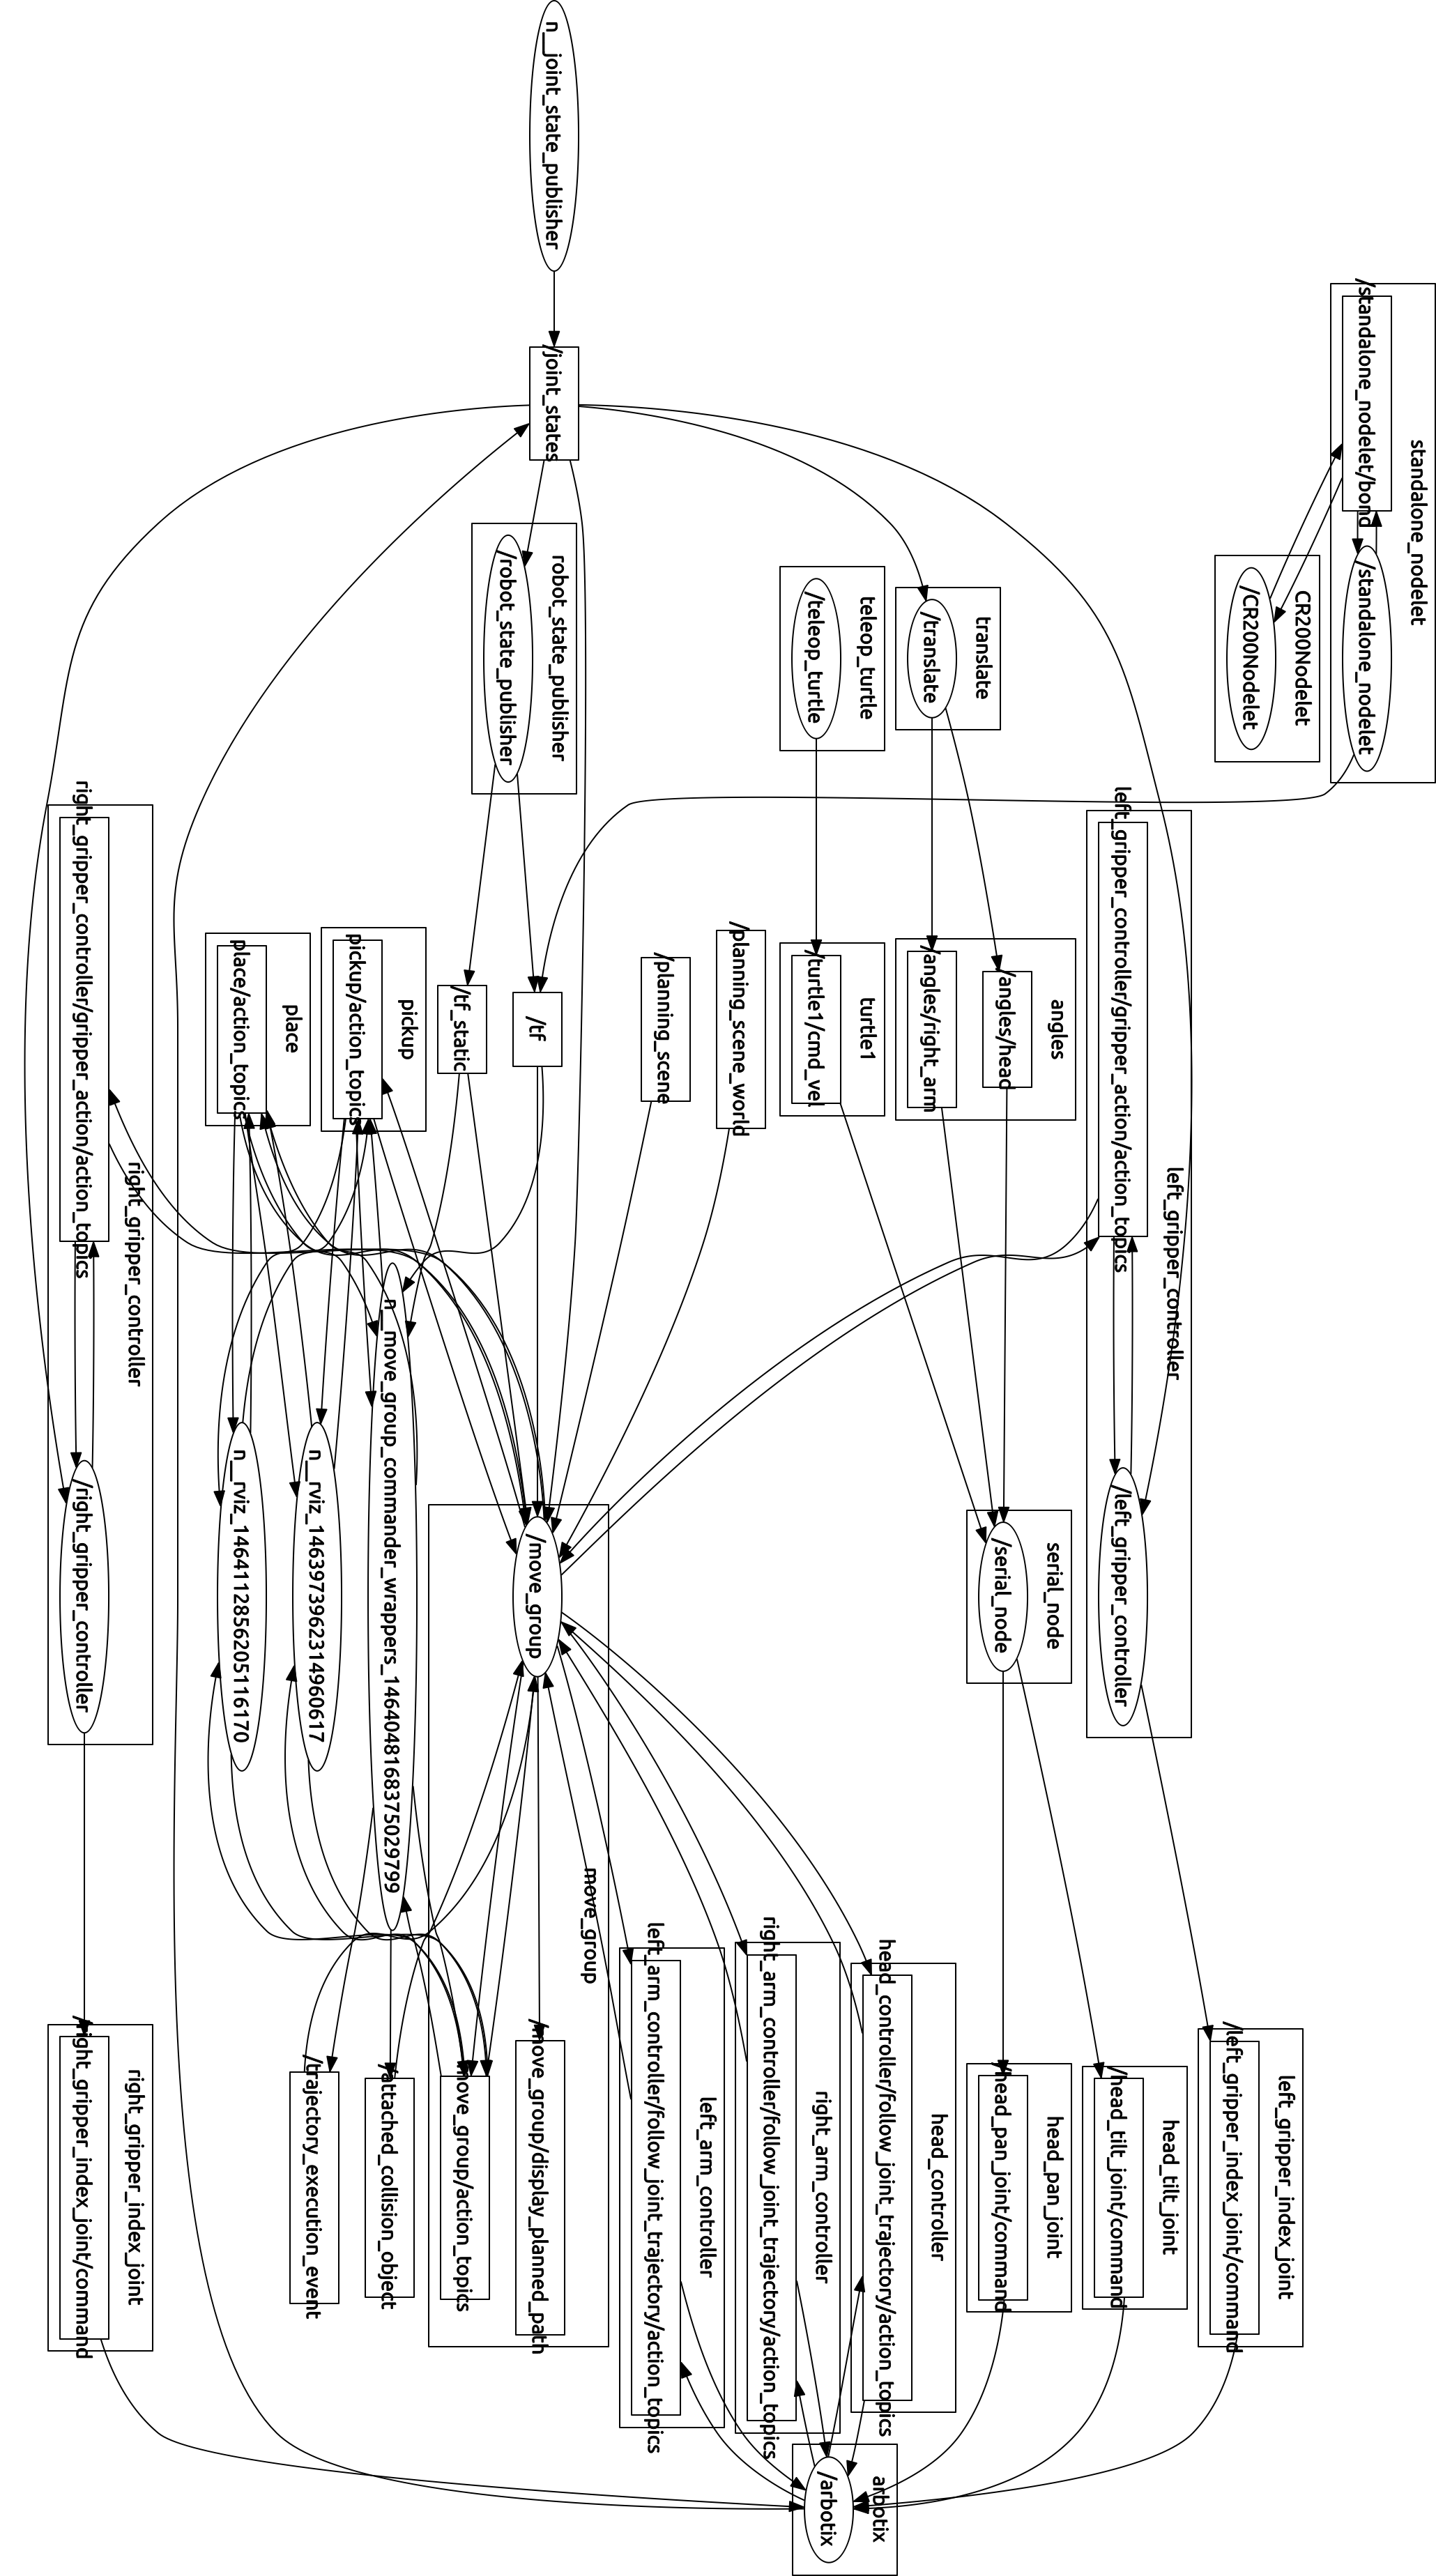 n__joint_state_publisher
/joint_states
standalone_nodelet
/standalone_nodelet/bond
/standalone_nodelet
CR200Nodelet
/CR200Nodelet
robot_state_publisher
/robot_state_publisher
teleop_turtle
/teleop_turtle
translate
/translate
left_gripper_controller
left_gripper_controller/gripper_action/action_topics
/left_gripper_controller
angles
/angles/head
/angles/right_arm
turtle1
/turtle1/cmd_vel
/planning_scene_world
/planning_scene
/tf
/tf_static
pickup
pickup/action_topics
place
place/action_topics
right_gripper_controller
right_gripper_controller/gripper_action/action_topics
/right_gripper_controller
serial_node
/serial_node
n__move_group_commander_wrappers_1464048168375029799
n__rviz_1463973962314960617
n__rviz_1464112856205116170
move_group
/move_group
/move_group/display_planned_path
move_group/action_topics
/attached_collision_object
/trajectory_execution_event
left_gripper_index_joint
/left_gripper_index_joint/command
head_tilt_joint
/head_tilt_joint/command
head_pan_joint
/head_pan_joint/command
head_controller
head_controller/follow_joint_trajectory/action_topics
right_arm_controller
right_arm_controller/follow_joint_trajectory/action_topics
left_arm_controller
left_arm_controller/follow_joint_trajectory/action_topics
right_gripper_index_joint
/right_gripper_index_joint/command
arbotix
/arbotix